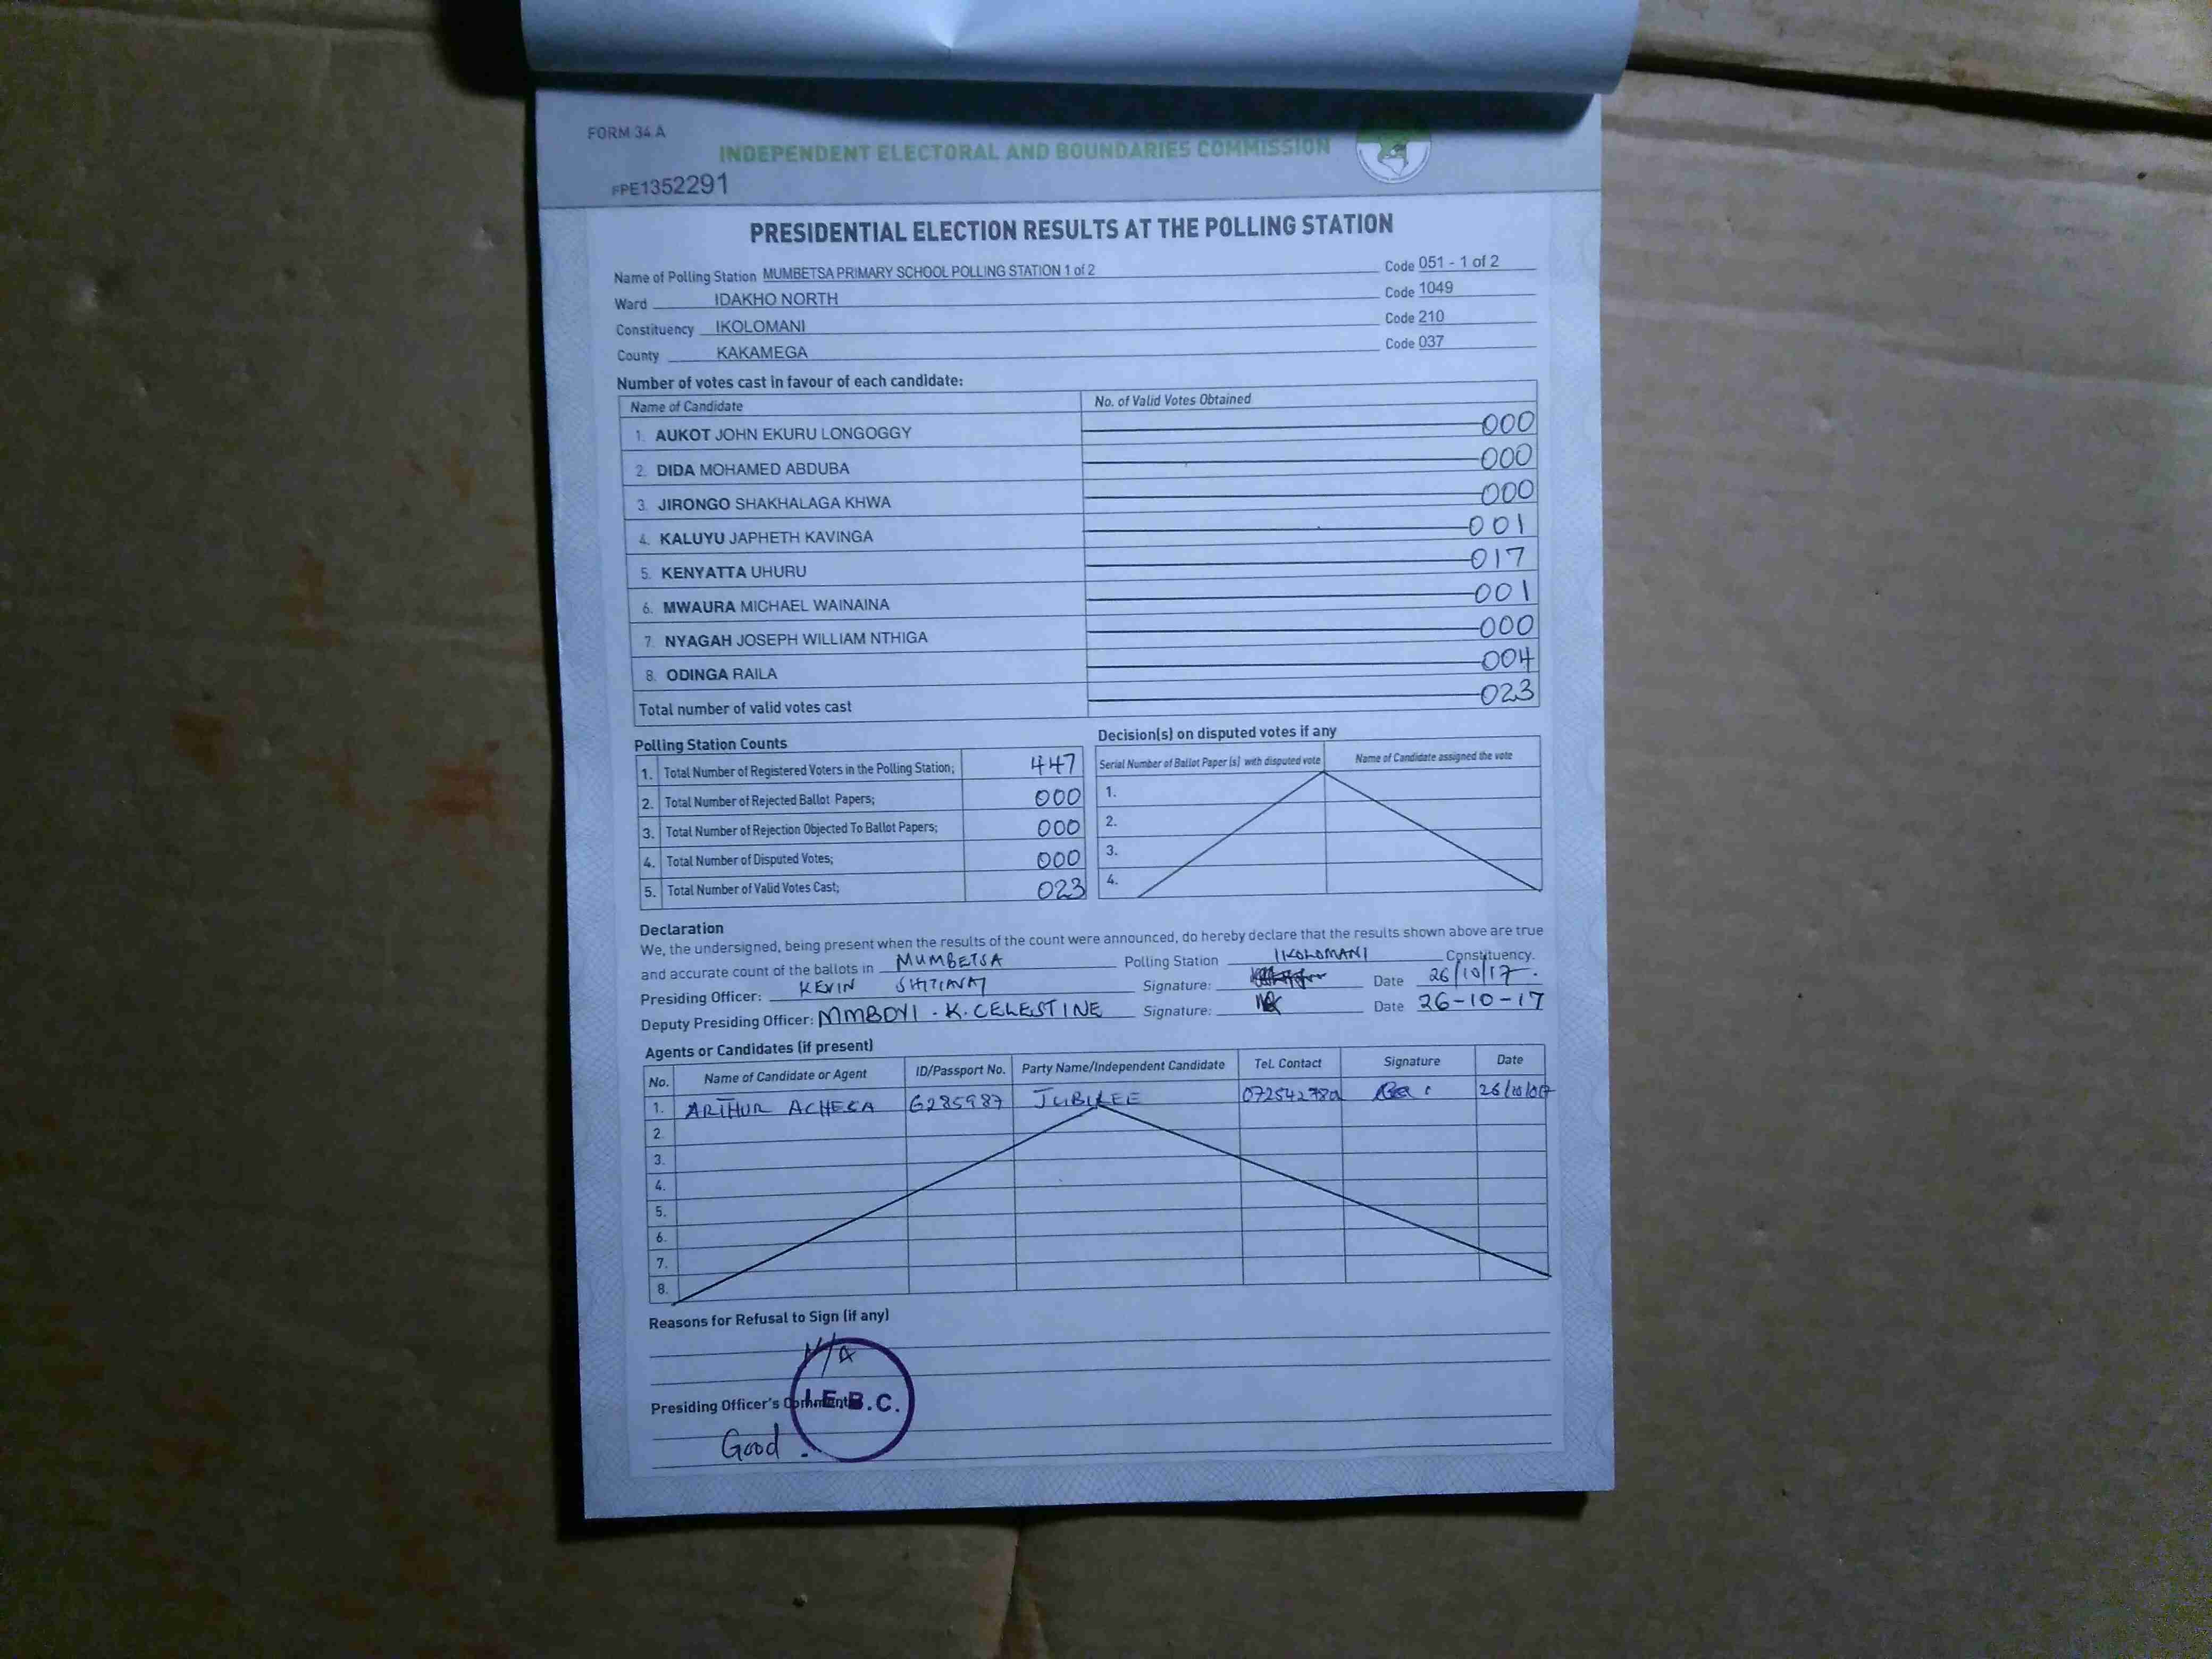 FORM 34 A
INDEPENDENT ELECTORAL AND BOUNDARIES COMMISSION
FPE1352291
PRESIDENTIAL ELECTION RESULTS AT THE POLLING STATION
Name of Polling Station MUMBETSA PRIMARY SCHOOL POLLING STATION 1 of 2 Code 051 - 1 of 2
Ward IDAKHO NORTH Code 1049
Constituency IKOLOMANI Code 210
County KAKAMEGA Code 037
Number of votes cast in favour of each candidate:
Name of Candidate No. of Valid Votes Obtained
1. AUKOT JOHN EKURU LONGOGGY 000
2. DIDA MOHAMED ABDUBA 000
3. JIRONGO SHAKHALAGA KHWA 000
4. KALUYU JAPHETH KAVINGA 001
5. KENYATTA UHURU 017
6. MWAURA MICHAEL WAINAINA 001
7. NYAGAH JOSEPH WILLIAM NTHIGA 000
8. ODINGA RAILA 004
Total number of valid votes cast 023
Polling Station Counts
1. Total Number of Registered Voters in the Polling Station; 447
2. Total Number of Rejected Ballot Papers; 000
3. Total Number of Rejection Objected To Ballot Papers; 000
4. Total Number of Disputed Votes; 000
5. Total Number of Valid Votes Cast; 023
Decision(s) on disputed votes if any
Serial Number of Ballot Paper (s) with disputed vote Name of Candidate assigned the vote
1.
2.
3.
4.
Declaration
We, the undersigned, being present when the results of the count were announced, do hereby declare that the results shown above are true
and accurate count of the ballots in MUMBETSA Polling Station IKOLOMANI Constituency.
Presiding Officer: KEVIN Signature: Date 26/10/17.
Deputy Presiding Officer: MMBOYI . K. CELESTINE Signature: Date 26-10-17
Agents or Candidates (if present)
No. Name of Candidate or Agent ID/Passport No. Party Name/Independent Candidate Tel. Contact Signature Date
1. ARTHUR ACHESA 6285987 JUBILEE
2.
3.
4.
5.
6.
7.
8.
Reasons for Refusal to Sign (if any)
N/A
I.E.B.C.
Presiding Officer's Comments
Good.